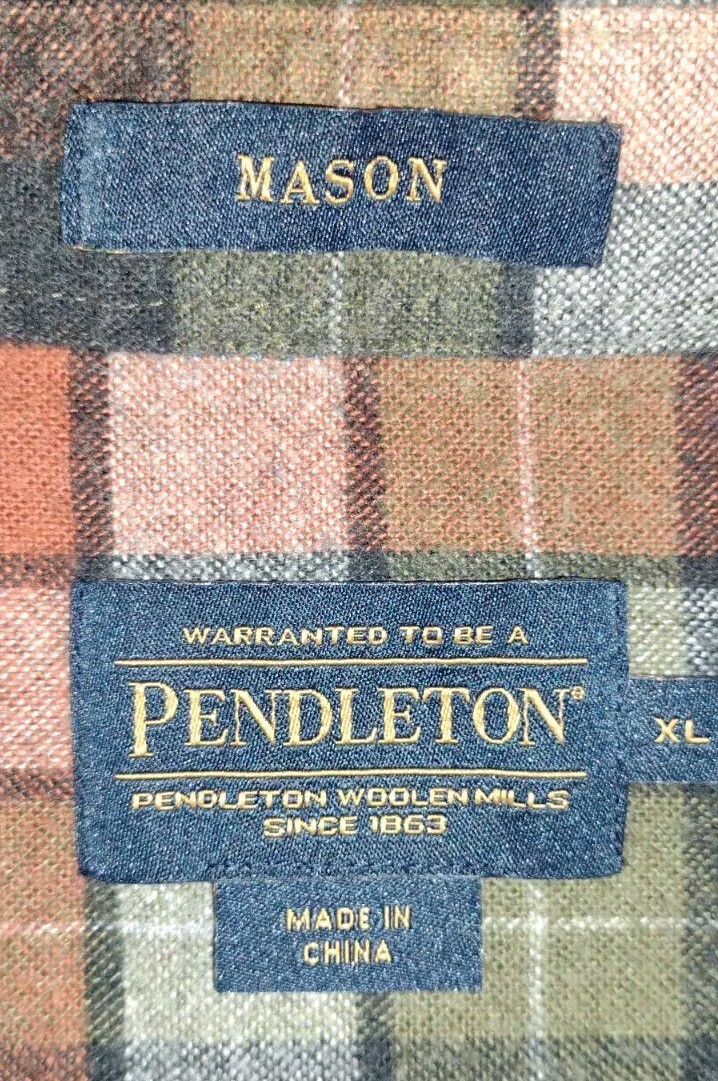 MASON
WARRANTED TO BE A
PENDLETON®
XL
PENDLETON WOOLEN MILLS
SINCE 1863
MADE IN
CHINA